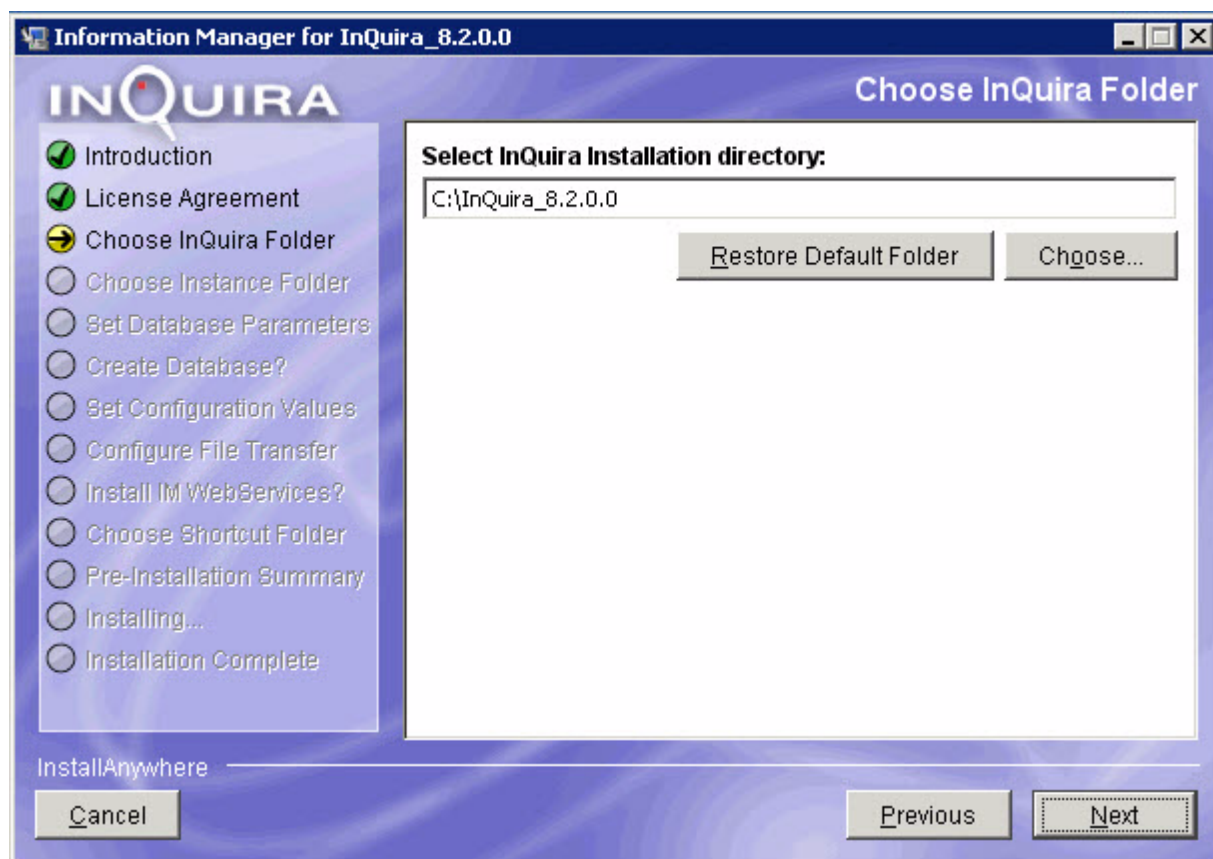 Information Manager for InQuira_8.2.0.0
INQUIRA
Choose InQuira Folder
Introduction
License Agreement
Choose InQuira Folder
Choose Instance Folder
Set Database Parameters
Create Database?
Set Configuration Values
Configure File Transfer
Install IM WebServices?
Choose Shortcut Folder
Pre-Installation Summary
Installing...
Installation Complete
Select InQuira Installation directory:
C:\InQuira_8.2.0.0
Restore Default Folder Choose...
InstallAnywhere
Cancel Previous Next